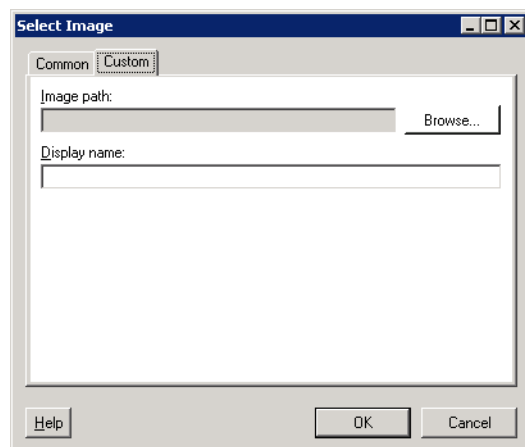 Select Image
Common Custom
Image path:
Browse...
Display name:
Help OK Cancel